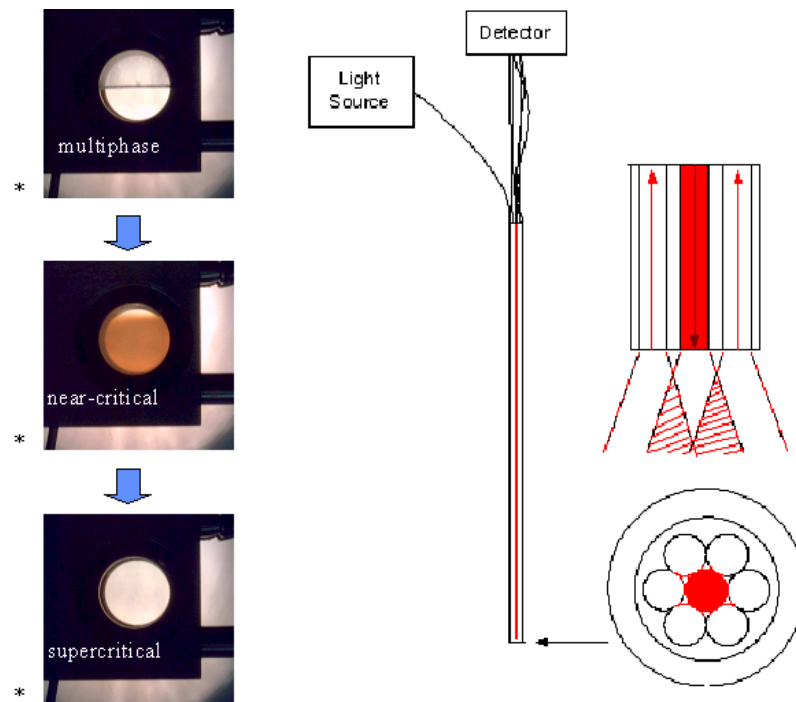 multiphase
*
near-critical
*
supercritical
*
Detector
Light
Source